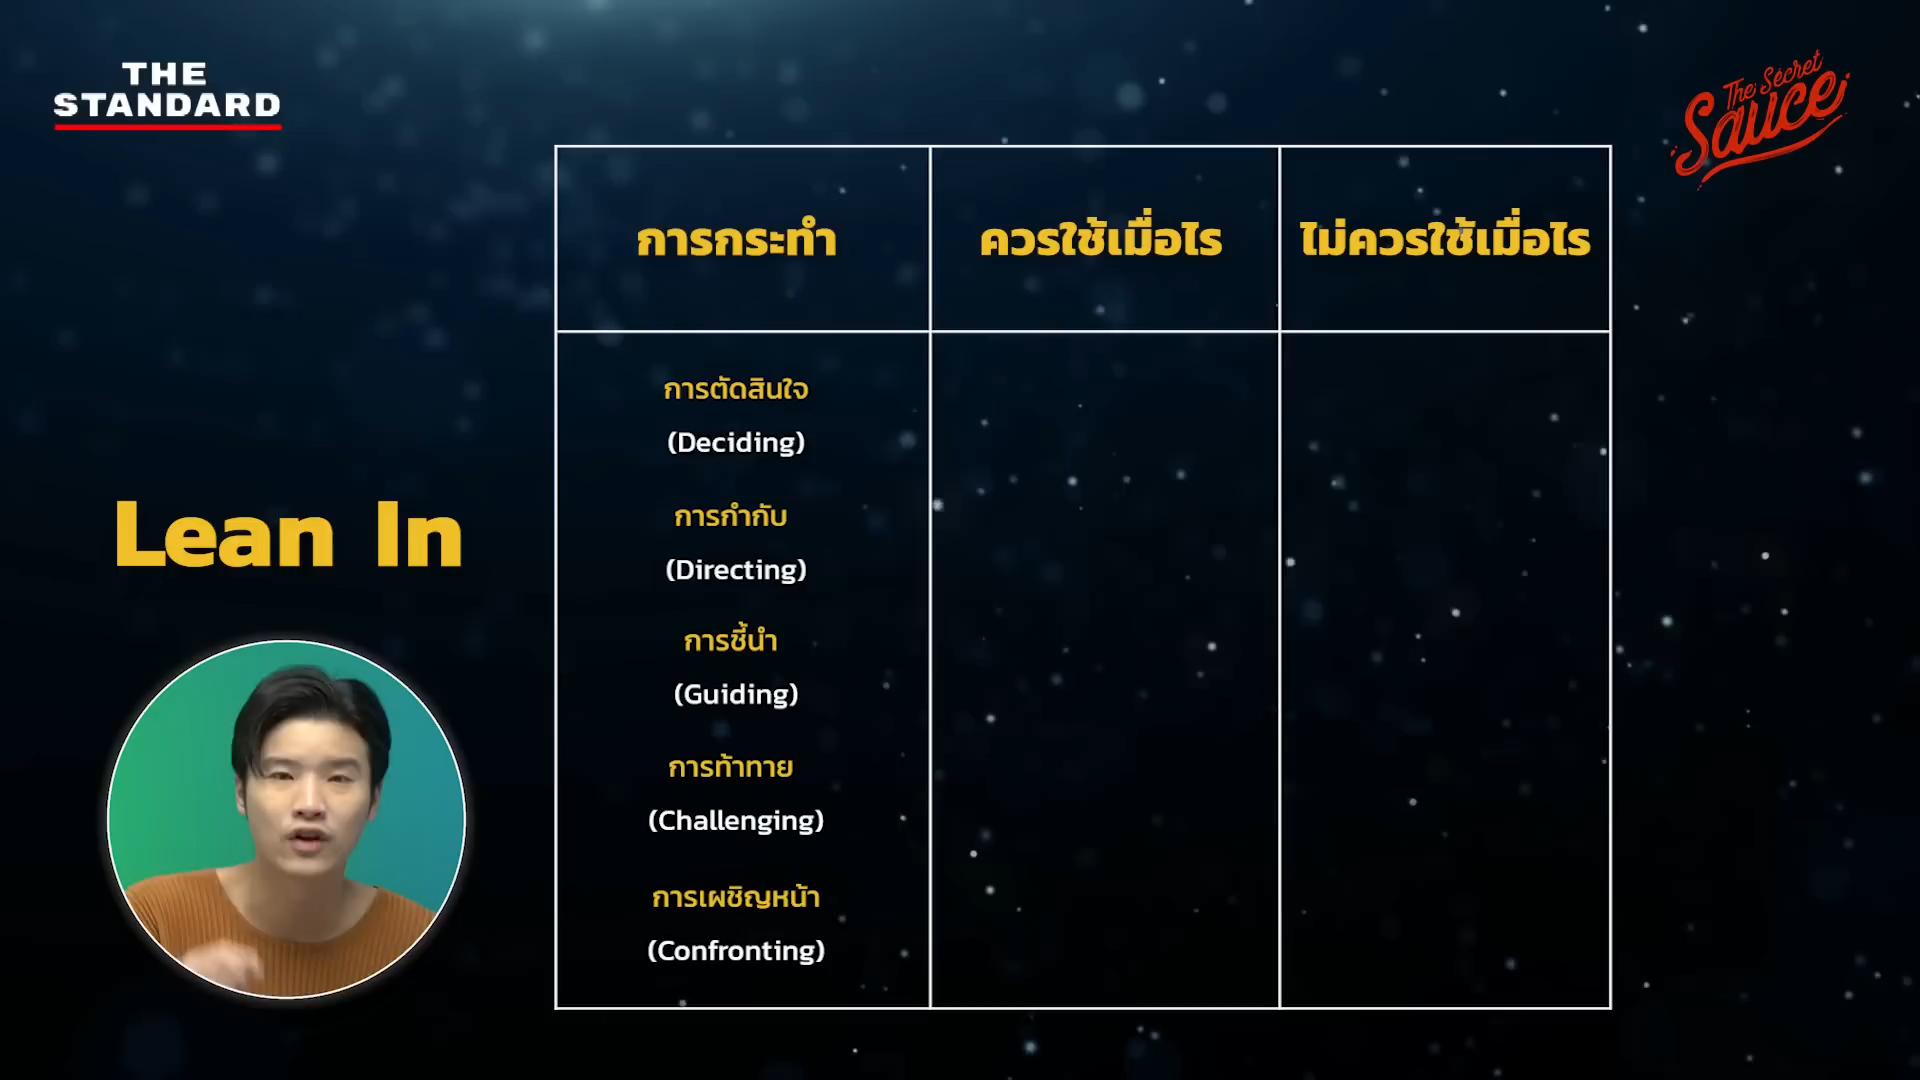 THE
STANDARD
The Secret
Sauce
การกระทำ
ควรใช้เมื่อไร
ไม่ควรใช้เมื่อไร
การตัดสินใจ
(Deciding)
การกำกับ
(Directing)
การชี้นำ
(Guiding)
การท้าทาย
(Challenging)
การเผชิญหน้า
(Confronting)
Lean In